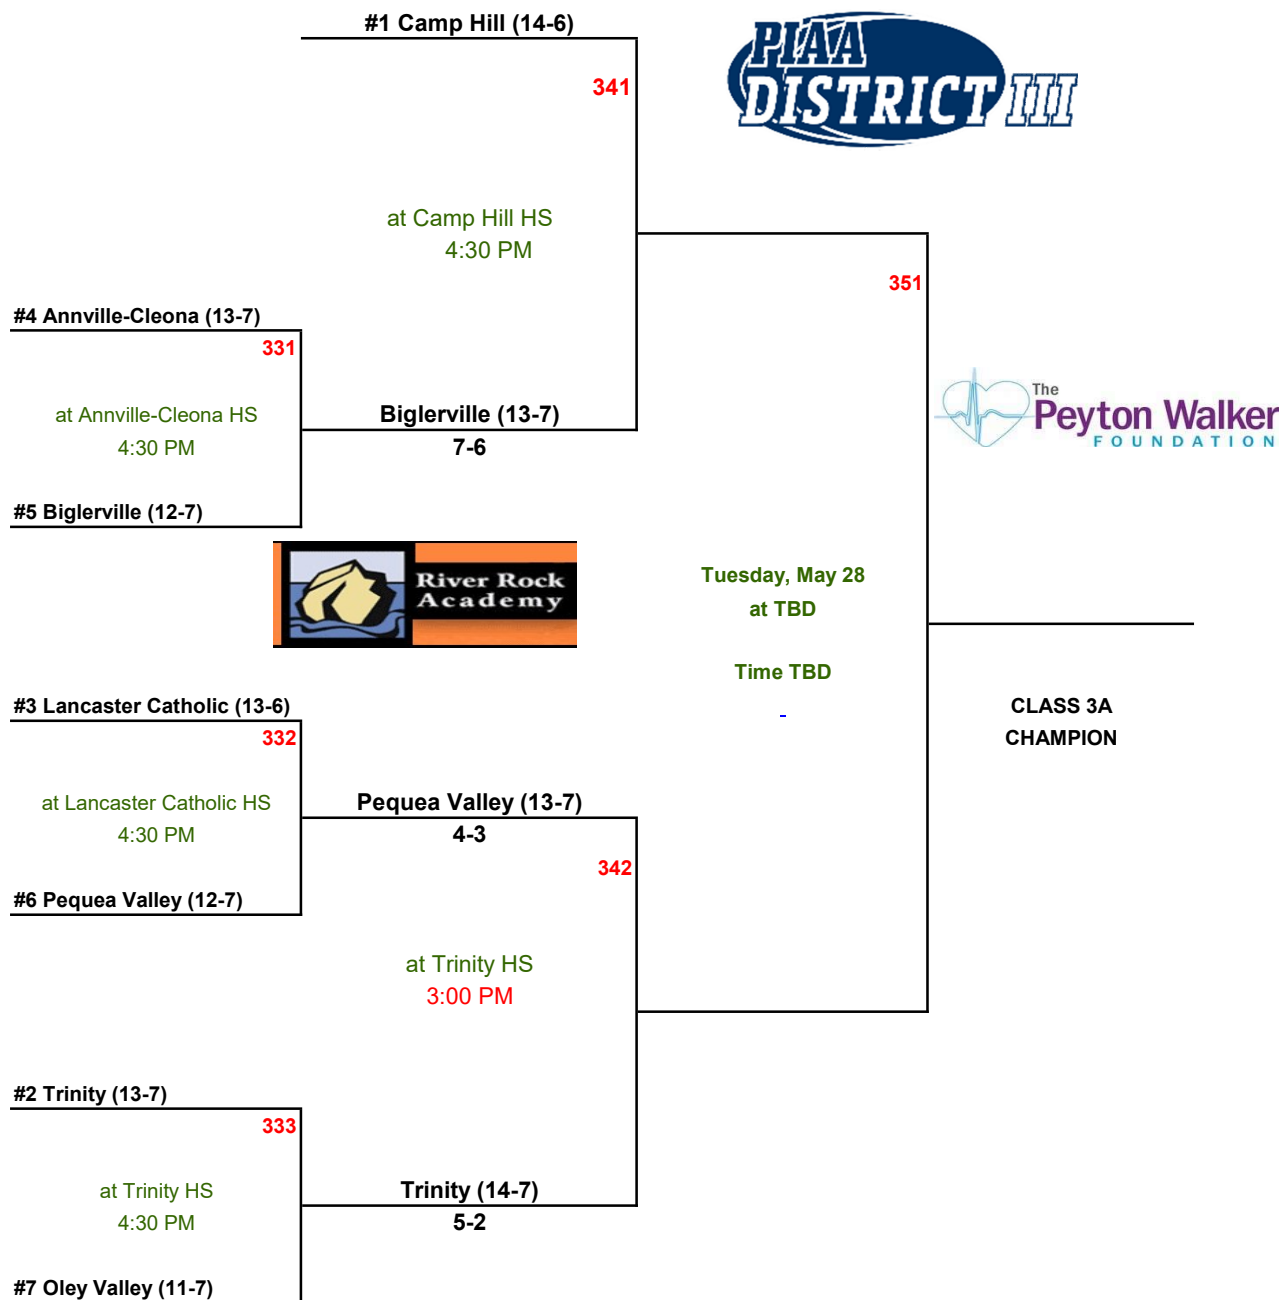 #1 Camp Hill (14-6)
PIAA
DISTRICT III
341
at Camp Hill HS
4:30 PM
351
#4 Annville-Cleona (13-7)
331
at Annville-Cleona HS
4:30 PM
Biglerville (13-7)
7-6
The
Peyton Walker
FOUNDATION
#5 Biglerville (12-7)
River Rock
Academy
Tuesday, May 28
at TBD
Time TBD
-
#3 Lancaster Catholic (13-6)
332
CLASS 3A
CHAMPION
at Lancaster Catholic HS
4:30 PM
Pequea Valley (13-7)
4-3
342
#6 Pequea Valley (12-7)
at Trinity HS
3:00 PM
#2 Trinity (13-7)
333
at Trinity HS
4:30 PM
Trinity (14-7)
5-2
#7 Oley Valley (11-7)